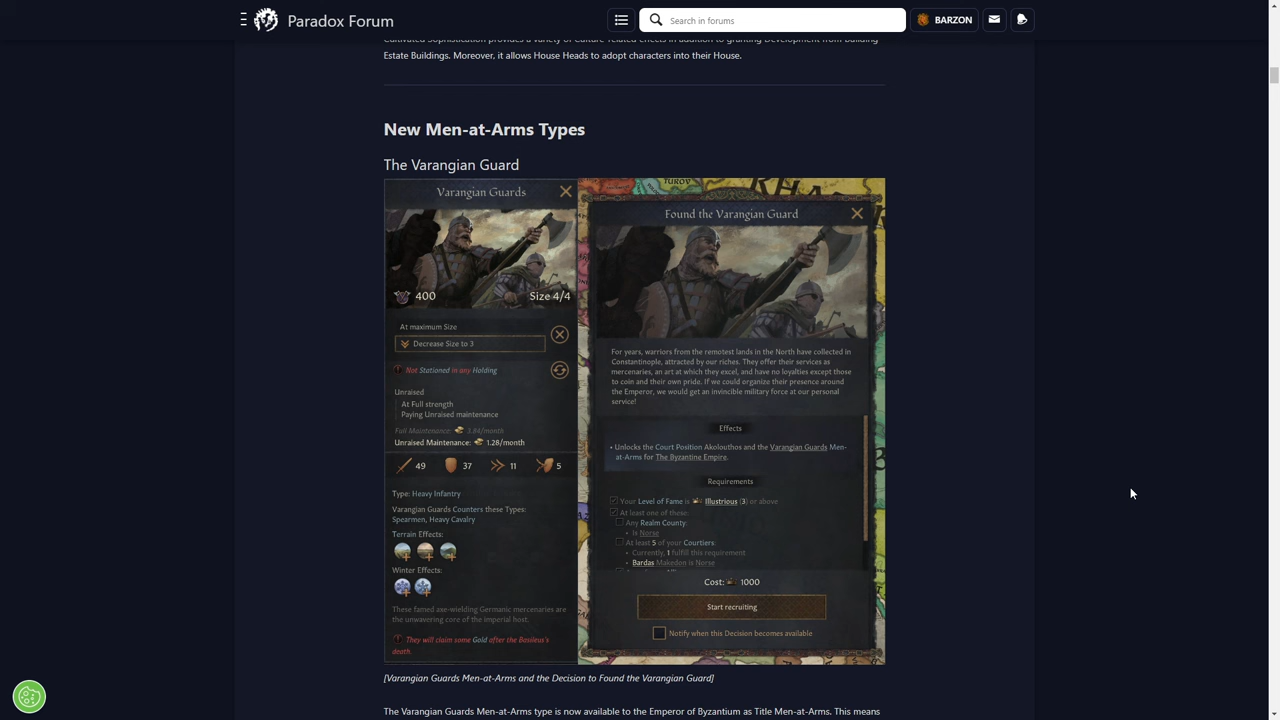 Paradox Forum
Search in forums
BARZON
Cultivated Sophistication provides a variety of Culture-related effects in addition to granting Development from Building
Estate Buildings. Moreover, it allows House Heads to adopt characters into their House.
New Men-at-Arms Types
The Varangian Guard
TUROV
KHA
Varangian Guards
400
Size 4/4
At maximum Size
Decrease Size to 3
Not Stationed in any Holding
Unraised
At Full strength
Paying Unraised maintenance
Full Maintenance: 3.84/month
Unraised Maintenance: 1.28/month
49 37 11 5
Type: Heavy Infantry
Varangian Guards Counters these Types:
Spearmen, Heavy Cavalry
Terrain Effects:
Winter Effects:
These famed axe-wielding Germanic mercenaries are
the unwavering core of the imperial host.
They will claim some Gold after the Basileus's
death.
Found the Varangian Guard
For years, warriors from the remotest lands in the North have collected in
Constantinople, attracted by our riches. They offer their services as
mercenaries, an art at which they excel, and have no loyalties except those
to coin and their own pride. If we could organize their presence around
the Emperor, we would get an invincible military force at our personal
service!
Effects
• Unlocks the Court Position Akolouthos and the Varangian Guards Men-
at-Arms for The Byzantine Empire.
Requirements
Your Level of Fame is Illustrious (3) or above
At least one of these:
Any Realm County:
• Is Norse
At least 5 of your Courtiers:
• Currently, 1 fulfill this requirement
• Bardas Makedon is Norse
Cost: 1000
Start recruiting
Notify when this Decision becomes available
[Varangian Guards Men-at-Arms and the Decision to Found the Varangian Guard]
The Varangian Guards Men-at-Arms type is now available to the Emperor of Byzantium as Title Men-at-Arms. This means